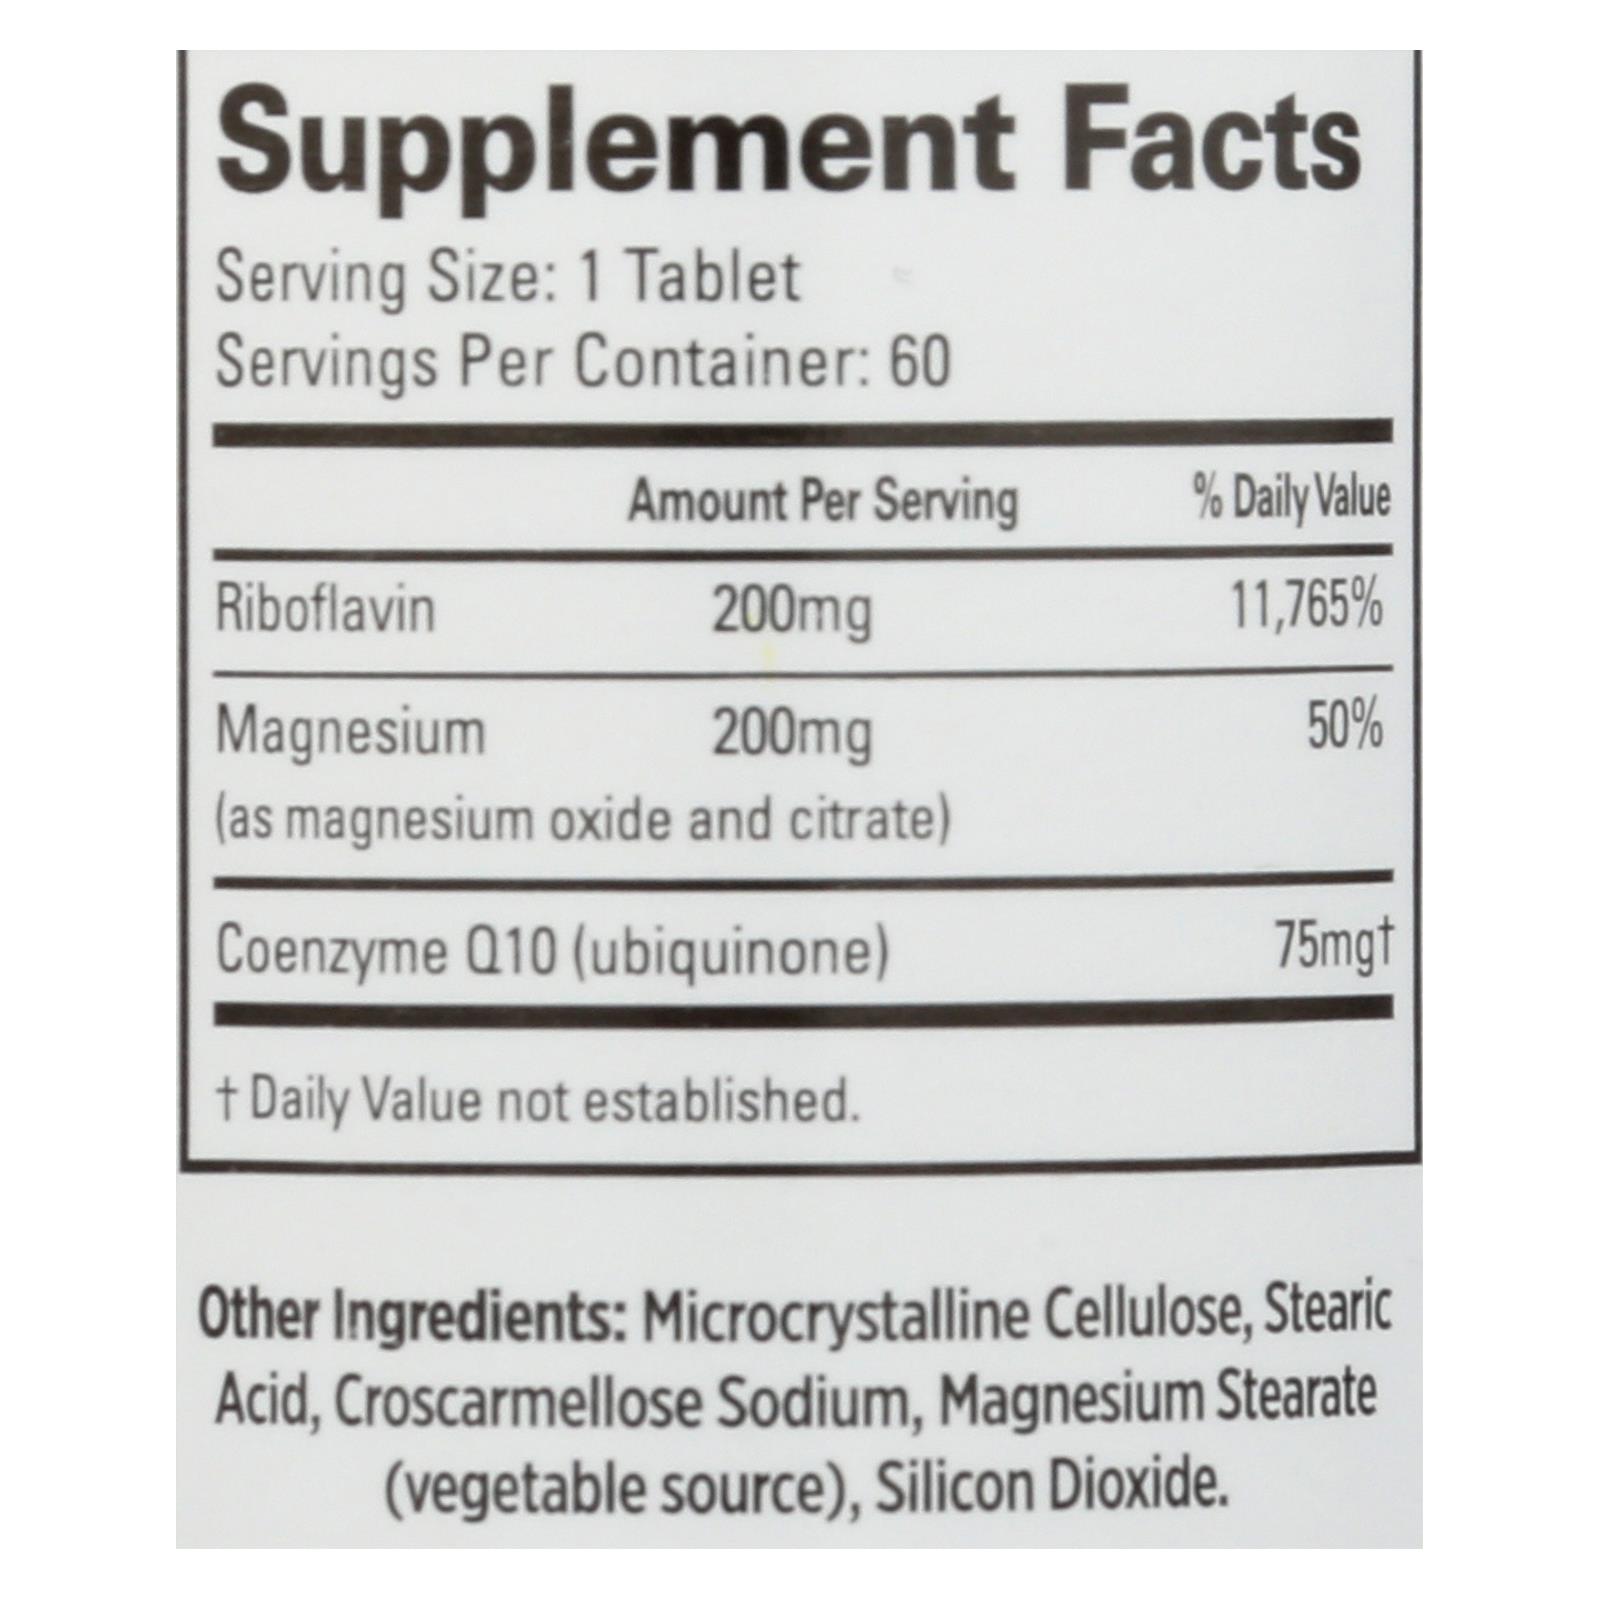 Supplement Facts
Serving Size: 1 Tablet
Servings Per Container: 60
Amount Per Serving % Daily Value
Riboflavin 200mg 11,765%
Magnesium 200mg 50%
(as magnesium oxide and citrate)
Coenzyme Q10 (ubiquinone) 75mg†
† Daily Value not established.
Other Ingredients: Microcrystalline Cellulose, Stearic
Acid, Croscarmellose Sodium, Magnesium Stearate
(vegetable source), Silicon Dioxide.